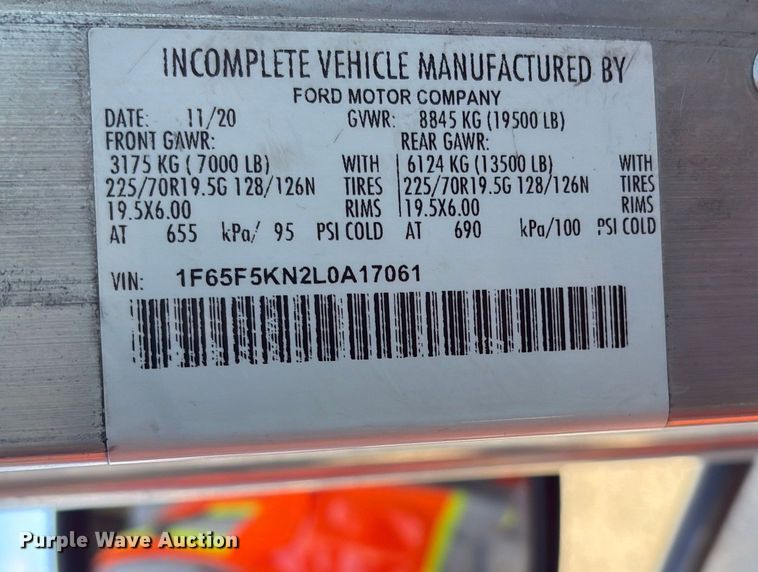 INCOMPLETE VEHICLE MANUFACTURED BY
FORD MOTOR COMPANY
DATE: 11/20 GVWR: 8845 KG (19500 LB)
FRONT GAWR: REAR GAWR:
3175 KG ( 7000 LB) WITH 6124 KG (13500 LB) WITH
225/70R19.5G 128/126N TIRES 225/70R19.5G 128/126N TIRES
19.5X6.00 RIMS 19.5X6.00 RIMS
AT 655 kPa/ 95 PSI COLD AT 690 kPa/100 PSI COLD
VIN: 1F65F5KN2L0A17061
Purple Wave Auction